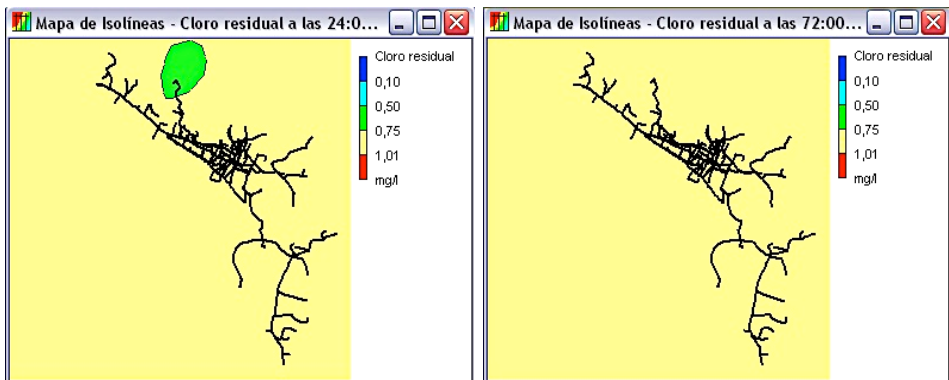 Mapa de Isolíneas - Cloro residual a las 24:0...
Cloro residual
0,10
0,50
0,75
1,01
mg/l
Mapa de Isolíneas - Cloro residual a las 72:00...
Cloro residual
0,10
0,50
0,75
1,01
mg/l